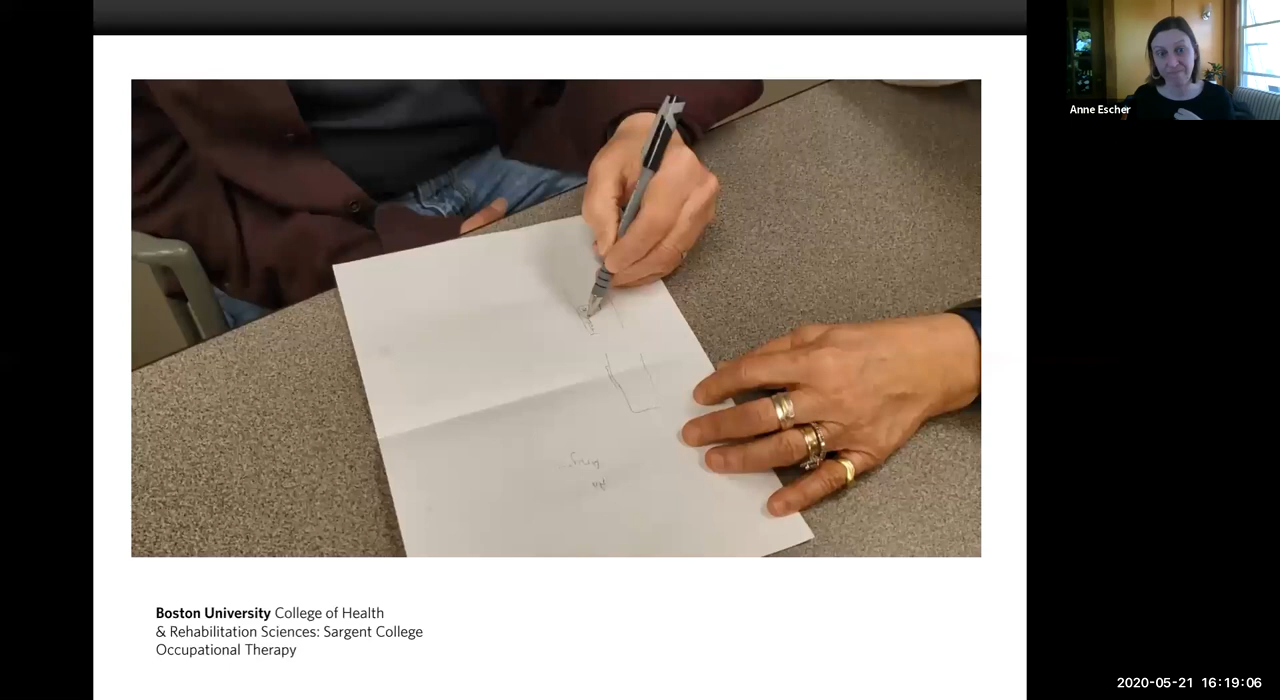 Anne Escher
Boston University College of Health
& Rehabilitation Sciences: Sargent College
Occupational Therapy
2020-05-21 16:19:06